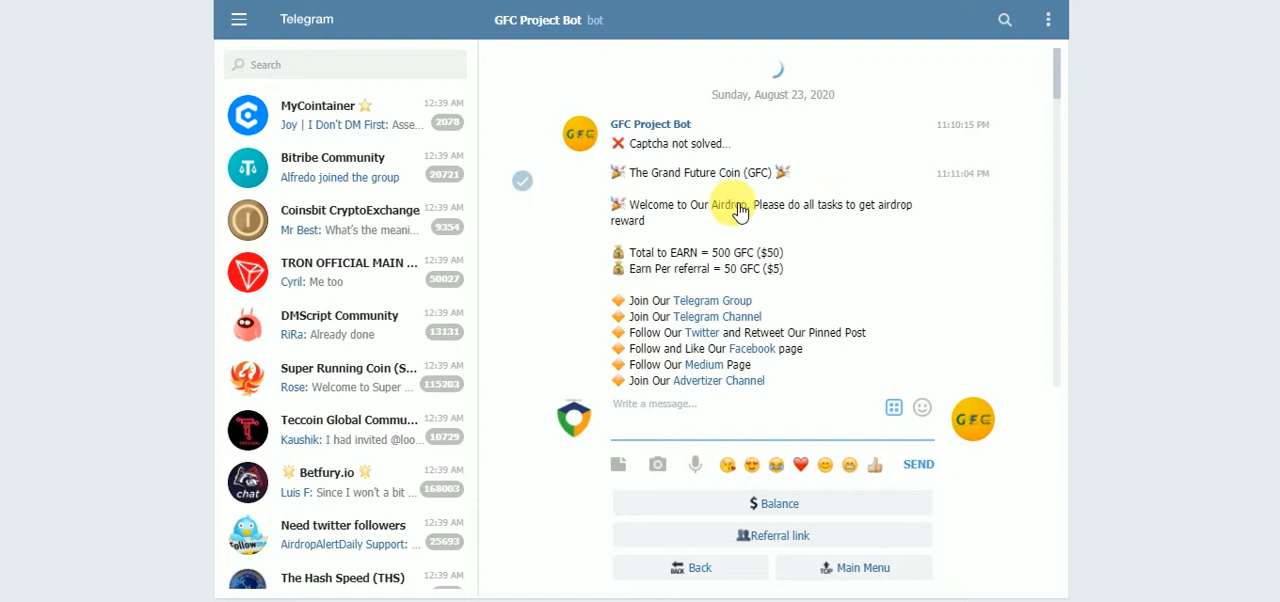 Telegram
GFC Project Bot bot
Search
MyCointainer 12:39 AM
Joy | I Don't DM First: Asse... 2078
Bitribe Community 12:39 AM
Alfredo joined the group 20721
Coinsbit CryptoExchange 12:39 AM
Mr Best: What's the meani... 9354
TRON OFFICIAL MAIN ... 12:39 AM
Cyril: Me too 50027
DMScript Community 12:39 AM
RiRa: Already done 13131
Super Running Coin (S... 12:39 AM
Rose: Welcome to Super ... 115203
Teccoin Global Commu... 12:39 AM
Kaushik: I had invited @loo... 10729
Betfury.io 12:39 AM
chat
Luis F: Since I won't a bit ... 168003
Need twitter followers 12:39 AM
AirdropAlertDaily Support: ... 25693
The Hash Speed (THS) 12:39 AM
Sunday, August 23, 2020
GFC
GFC Project Bot 11:10:15 PM
❌ Captcha not solved...
🎉 The Grand Future Coin (GFC) 🎉 11:11:04 PM
🎉 Welcome to Our Airdrop, Please do all tasks to get airdrop
reward
💰 Total to EARN = 500 GFC ($50)
💰 Earn Per referral = 50 GFC ($5)
🔶 Join Our Telegram Group
🔶 Join Our Telegram Channel
🔶 Follow Our Twitter and Retweet Our Pinned Post
🔶 Follow and Like Our Facebook page
🔶 Follow Our Medium Page
🔶 Join Our Advertizer Channel
Write a message...
GFC
SEND
💲 Balance
👥Referral link
🔙 Back
🔝 Main Menu